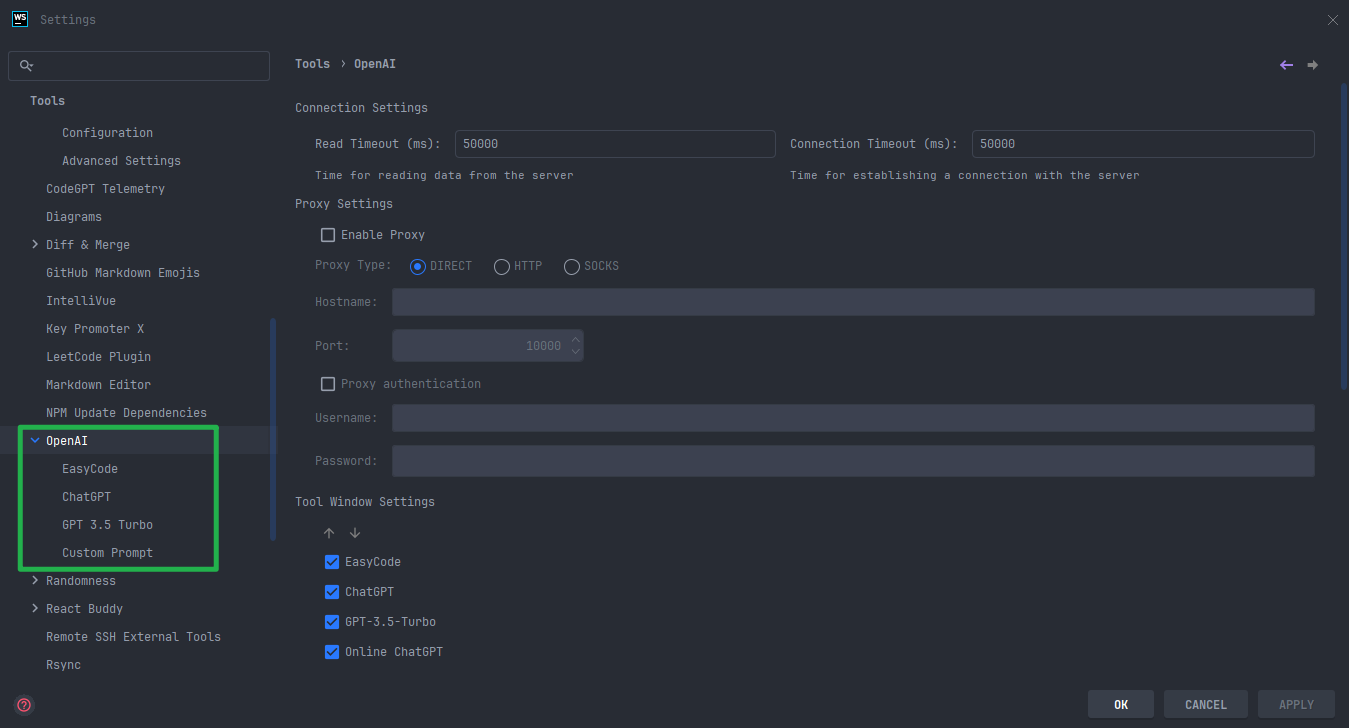 WS Settings
Tools
Configuration
Advanced Settings
CodeGPT Telemetry
Diagrams
Diff & Merge
GitHub Markdown Emojis
IntelliVue
Key Promoter X
LeetCode Plugin
Markdown Editor
NPM Update Dependencies
OpenAI
EasyCode
ChatGPT
GPT 3.5 Turbo
Custom Prompt
Randomness
React Buddy
Remote SSH External Tools
Rsync
Tools › OpenAI
Connection Settings
Read Timeout (ms): 50000 Connection Timeout (ms): 50000
Time for reading data from the server Time for establishing a connection with the server
Proxy Settings
Enable Proxy
Proxy Type: DIRECT HTTP SOCKS
Hostname:
Port: 10000
Proxy authentication
Username:
Password:
Tool Window Settings
EasyCode
ChatGPT
GPT-3.5-Turbo
Online ChatGPT
? OK CANCEL APPLY